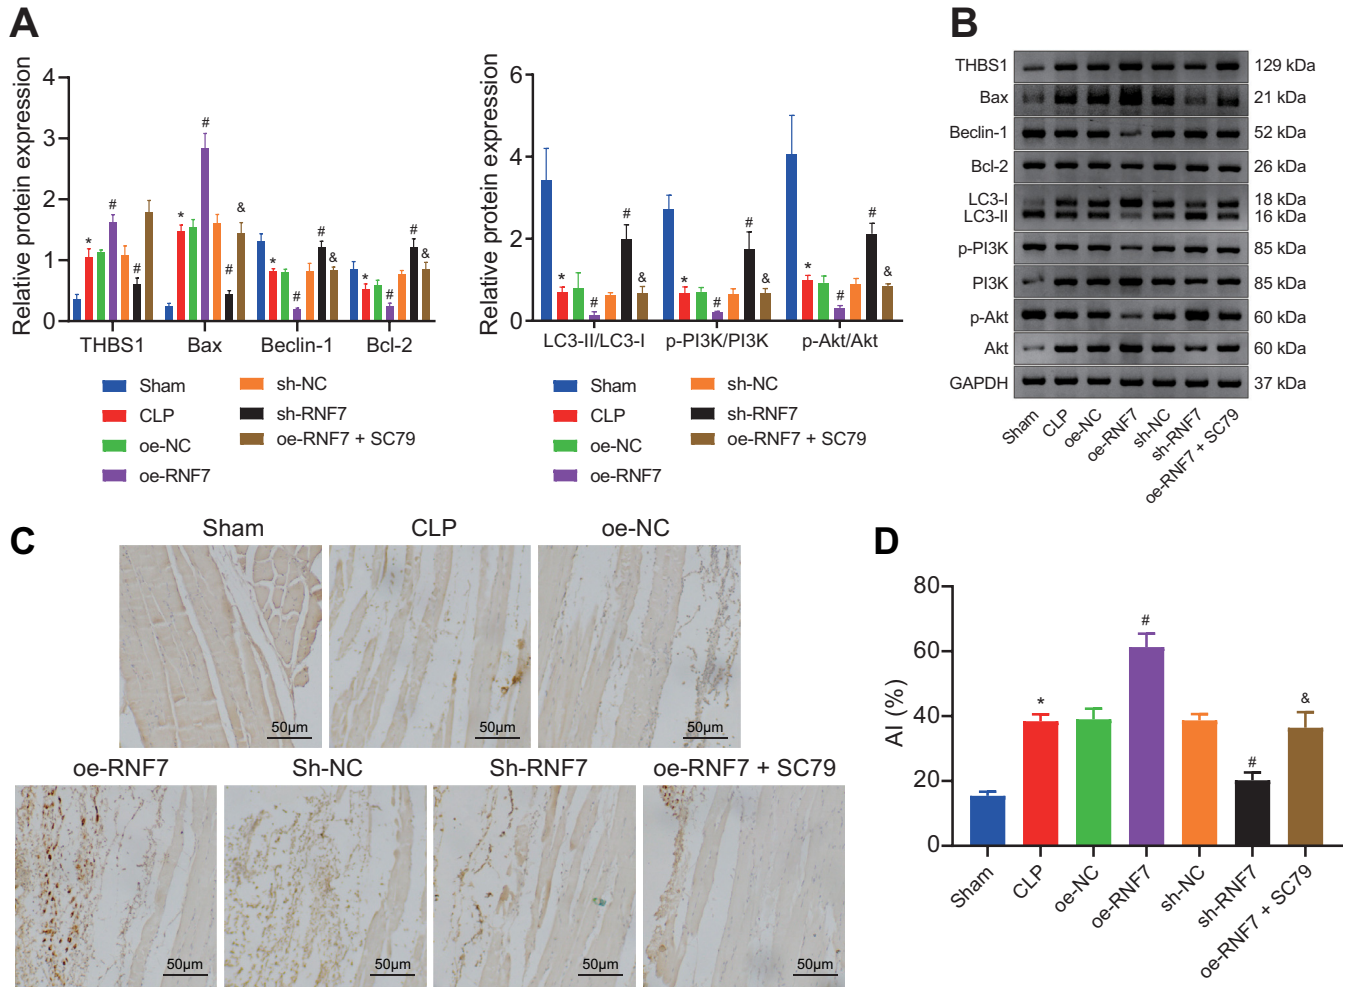 A
Relative protein expression
4
3
2
1
0
* # #
* # # &
* # # &
* # # &
THBS1 Bax Beclin-1 Bcl-2
Sham
CLP
oe-NC
oe-RNF7
sh-NC
sh-RNF7
oe-RNF7 + SC79
Relative protein expression
6
4
2
0
* # # &
* # # &
* # # &
LC3-II/LC3-I p-PI3K/PI3K p-Akt/Akt
Sham
CLP
oe-NC
oe-RNF7
sh-NC
sh-RNF7
oe-RNF7 + SC79
B
THBS1 129 kDa
Bax 21 kDa
Beclin-1 52 kDa
Bcl-2 26 kDa
LC3-I 18 kDa
LC3-II 16 kDa
p-PI3K 85 kDa
PI3K 85 kDa
p-Akt 60 kDa
Akt 60 kDa
GAPDH 37 kDa
Sham
CLP
oe-NC
oe-RNF7
sh-NC
sh-RNF7
oe-RNF7 + SC79
C
Sham CLP oe-NC
50μm 50μm 50μm
oe-RNF7 Sh-NC Sh-RNF7 oe-RNF7 + SC79
50μm 50μm 50μm 50μm
D
AI (%)
80
60
40
20
0
* # # &
Sham
CLP
oe-NC
oe-RNF7
sh-NC
sh-RNF7
oe-RNF7 + SC79